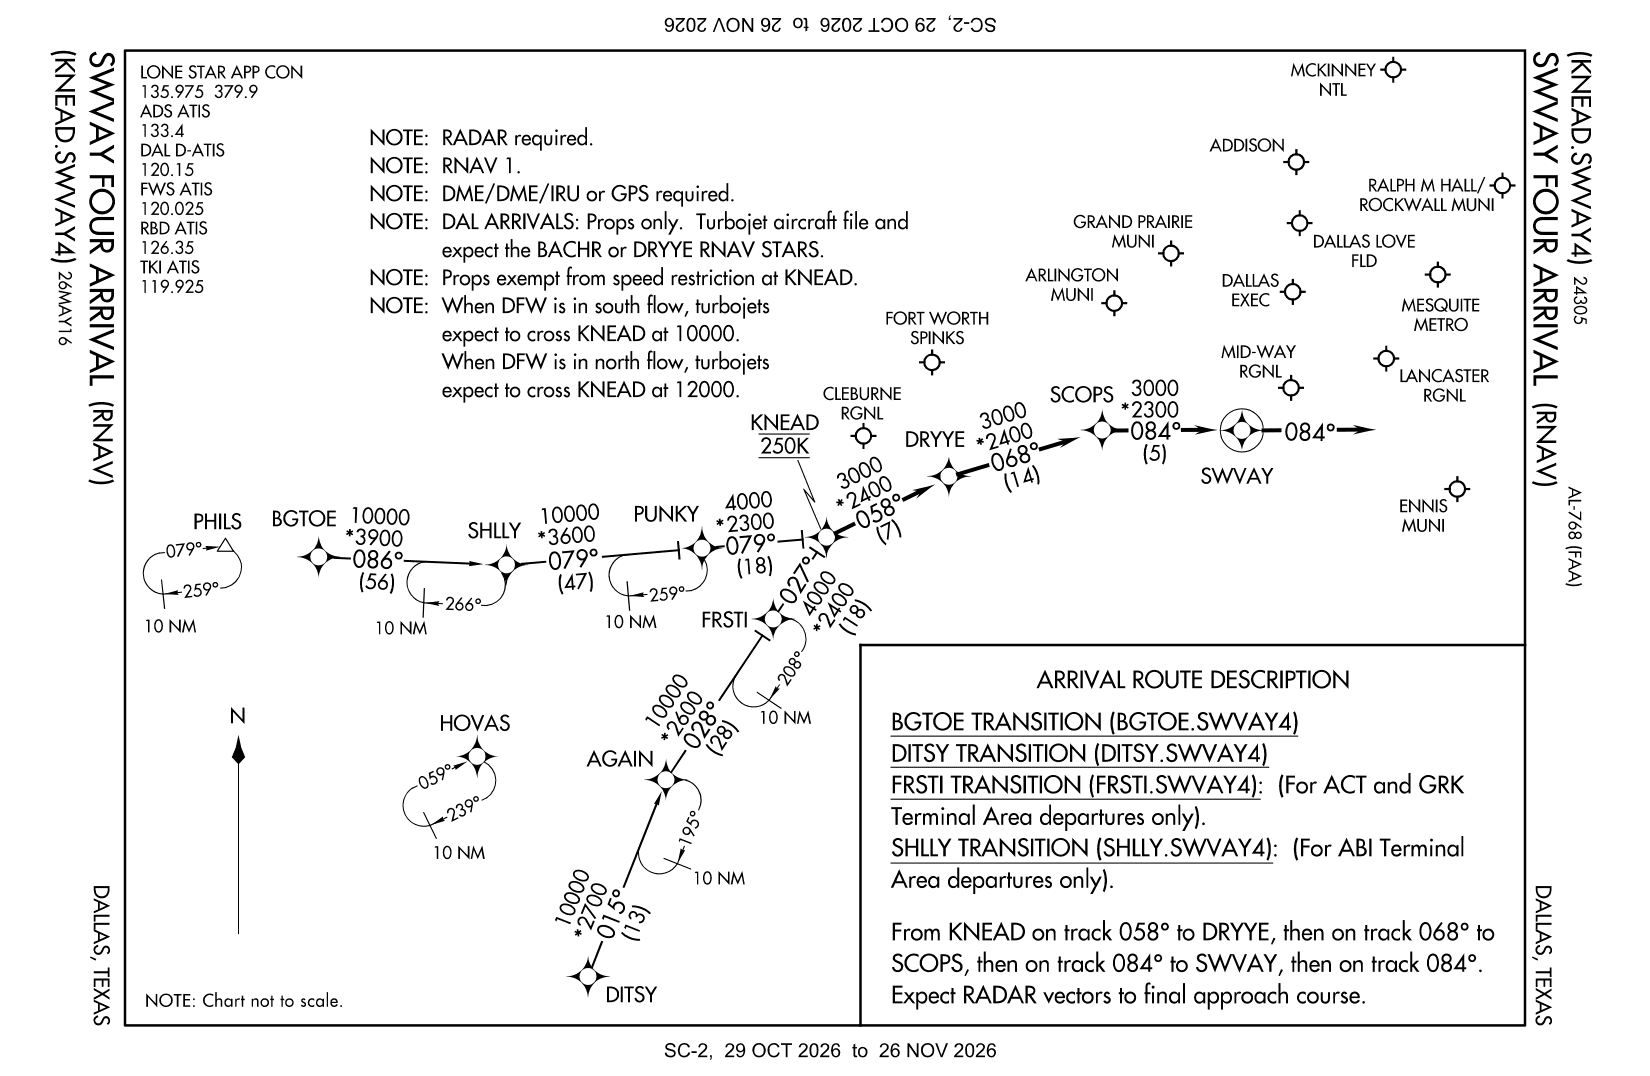 SC-2, 29 OCT 2026 to 26 NOV 2026
(KNEAD.SWVAY4) 26MAY16
SWVAY FOUR ARRIVAL (RNAV)
DALLAS, TEXAS
(KNEAD.SWVAY4) 24305
SWVAY FOUR ARRIVAL (RNAV)
AL-768 (FAA)
DALLAS, TEXAS
LONE STAR APP CON
135.975 379.9
ADS ATIS
133.4
DAL D-ATIS
120.15
FWS ATIS
120.025
RBD ATIS
126.35
TKI ATIS
119.925
NOTE: RADAR required.
NOTE: RNAV 1.
NOTE: DME/DME/IRU or GPS required.
NOTE: DAL ARRIVALS: Props only. Turbojet aircraft file and
expect the BACHR or DRYYE RNAV STARS.
NOTE: Props exempt from speed restriction at KNEAD.
NOTE: When DFW is in south flow, turbojets
expect to cross KNEAD at 10000.
When DFW is in north flow, turbojets
expect to cross KNEAD at 12000.
MCKINNEY
NTL
ADDISON
RALPH M HALL/
ROCKWALL MUNI
GRAND PRAIRIE
MUNI
DALLAS LOVE
FLD
ARLINGTON
MUNI
DALLAS
EXEC
MESQUITE
METRO
FORT WORTH
SPINKS
MID-WAY
RGNL
LANCASTER
RGNL
CLEBURNE
RGNL
ENNIS
MUNI
PHILS
079°
259°
10 NM
BGTOE
10000
*3900
086°
(56)
SHLLY
266°
10 NM
10000
*3600
079°
(47)
PUNKY
259°
10 NM
4000
*2300
079°
(18)
KNEAD
250K
3000
*2400
058°
(7)
DRYYE
3000
*2400
068°
(14)
SCOPS
3000
*2300
084°
(5)
SWVAY
084°
027°
4000
*2400
(18)
FRSTI
208°
10 NM
10000
*2600
028°
(28)
AGAIN
195°
10 NM
10000
*2700
015°
(13)
DITSY
HOVAS
059°
239°
10 NM
N
NOTE: Chart not to scale.
ARRIVAL ROUTE DESCRIPTION
BGTOE TRANSITION (BGTOE.SWVAY4)
DITSY TRANSITION (DITSY.SWVAY4)
FRSTI TRANSITION (FRSTI.SWVAY4): (For ACT and GRK
Terminal Area departures only).
SHLLY TRANSITION (SHLLY.SWVAY4): (For ABI Terminal
Area departures only).
From KNEAD on track 058° to DRYYE, then on track 068° to
SCOPS, then on track 084° to SWVAY, then on track 084°.
Expect RADAR vectors to final approach course.
SC-2, 29 OCT 2026 to 26 NOV 2026